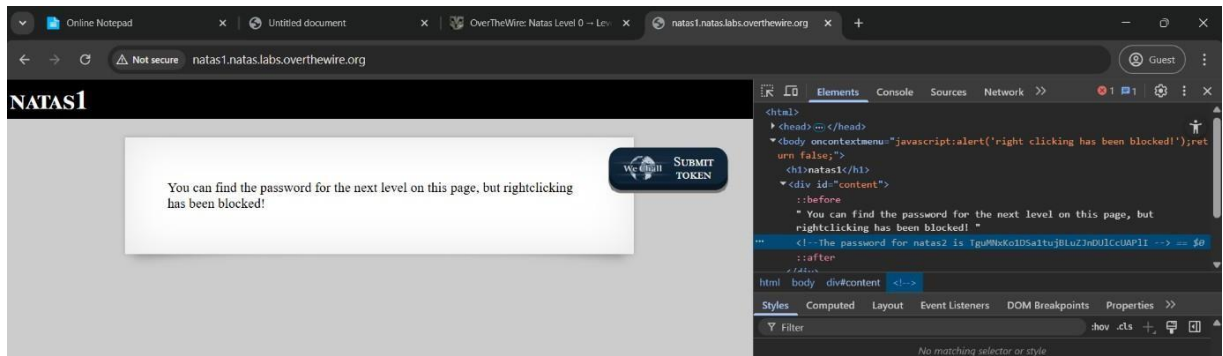 Online Notepad
Untitled document
OverTheWire: Natas Level 0 → Lev
natas1.natas.labs.overthewire.org
Not secure
natas1.natas.labs.overthewire.org
Guest
NATAS1
You can find the password for the next level on this page, but rightclicking
has been blocked!
WeChall
SUBMIT
TOKEN
Elements
Console
Sources
Network
1
1
<html>
<head> … </head>
<body oncontextmenu="javascript:alert('right clicking has been blocked!');ret
urn false;">
<h1>natas1</h1>
<div id="content">
::before
" You can find the password for the next level on this page, but
rightclicking has been blocked! "
<!--The password for natas2 is TguMNxKo1DSa1tujBLuZJnDUlCcUAPlI --> == $0
::after
</div>
html body div#content <!-->
Styles Computed Layout Event Listeners DOM Breakpoints Properties
Filter
:hov .cls
No matching selector or style